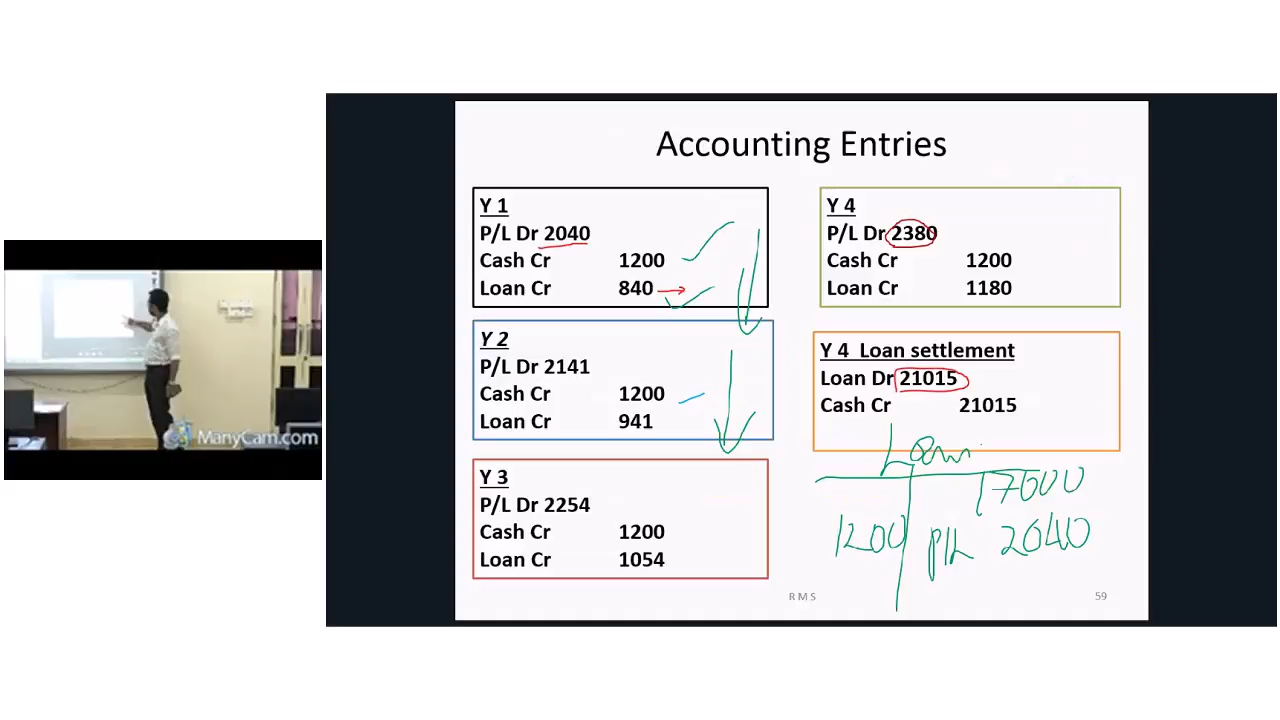 Accounting Entries
Y 1
P/L Dr 2040
Cash Cr 1200
Loan Cr 840
Y 2
P/L Dr 2141
Cash Cr 1200
Loan Cr 941
Y 3
P/L Dr 2254
Cash Cr 1200
Loan Cr 1054
Y 4
P/L Dr 2380
Cash Cr 1200
Loan Cr 1180
Y 4 Loan settlement
Loan Dr 21015
Cash Cr 21015
Loan
17000
1200 P/L 2040
R M S 59
ManyCam.com